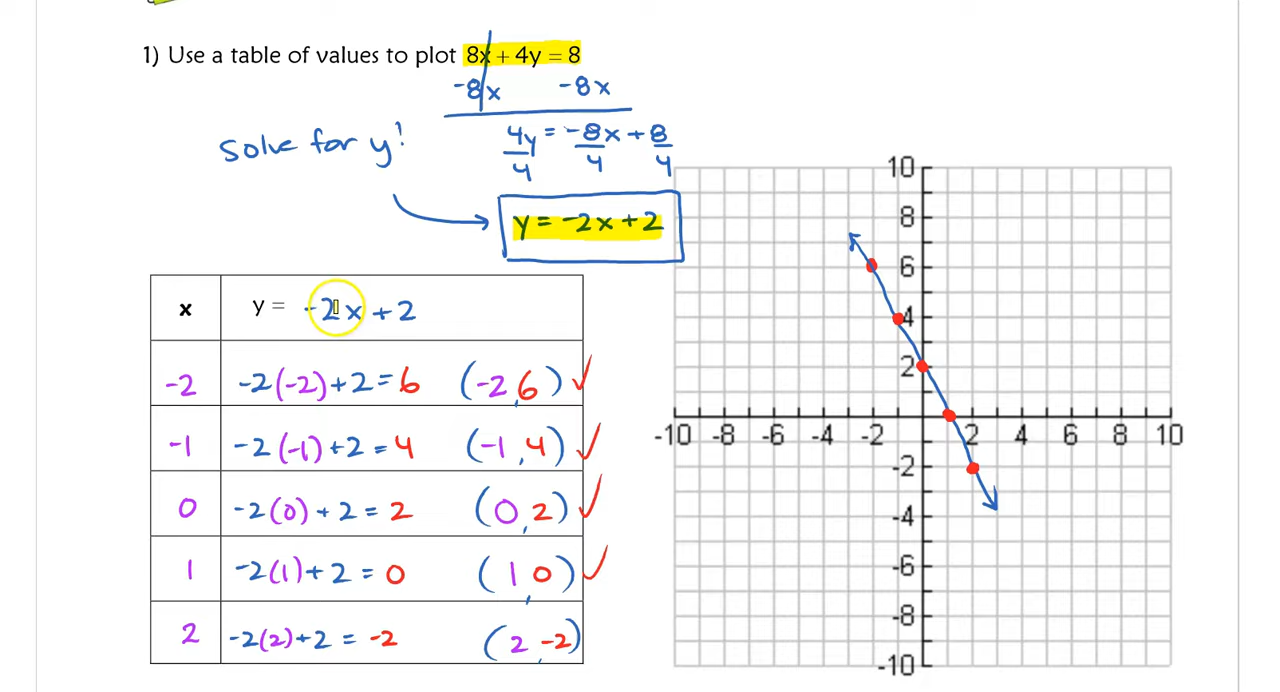 1) Use a table of values to plot 8x + 4y = 8
-8x -8x
4y = -8x + 8
4 4 4
solve for y!
y = -2x + 2
x y = -2x + 2
-2 -2(-2)+2=6 (-2,6) ✓
-1 -2(-1)+2=4 (-1,4) ✓
0 -2(0)+2=2 (0,2) ✓
1 -2(1)+2=0 (1,0) ✓
2 -2(2)+2=-2 (2,-2)
10
8
6
4
2
-10 -8 -6 -4 -2 2 4 6 8 10
-2
-4
-6
-8
-10